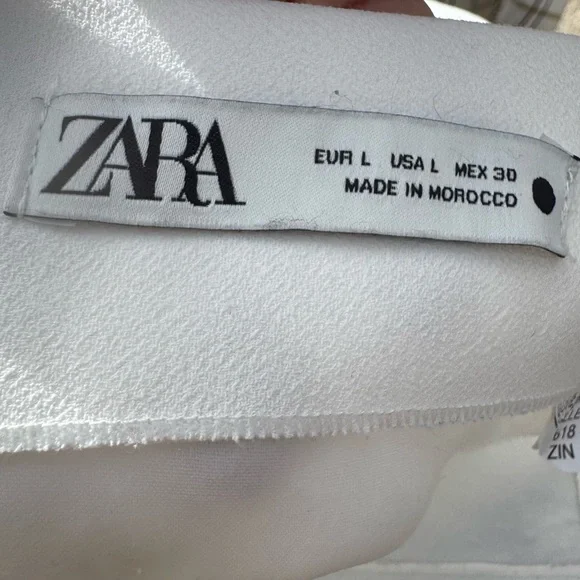 ZARA
EUR L USA L MEX 30
MADE IN MOROCCO
618
ZIN